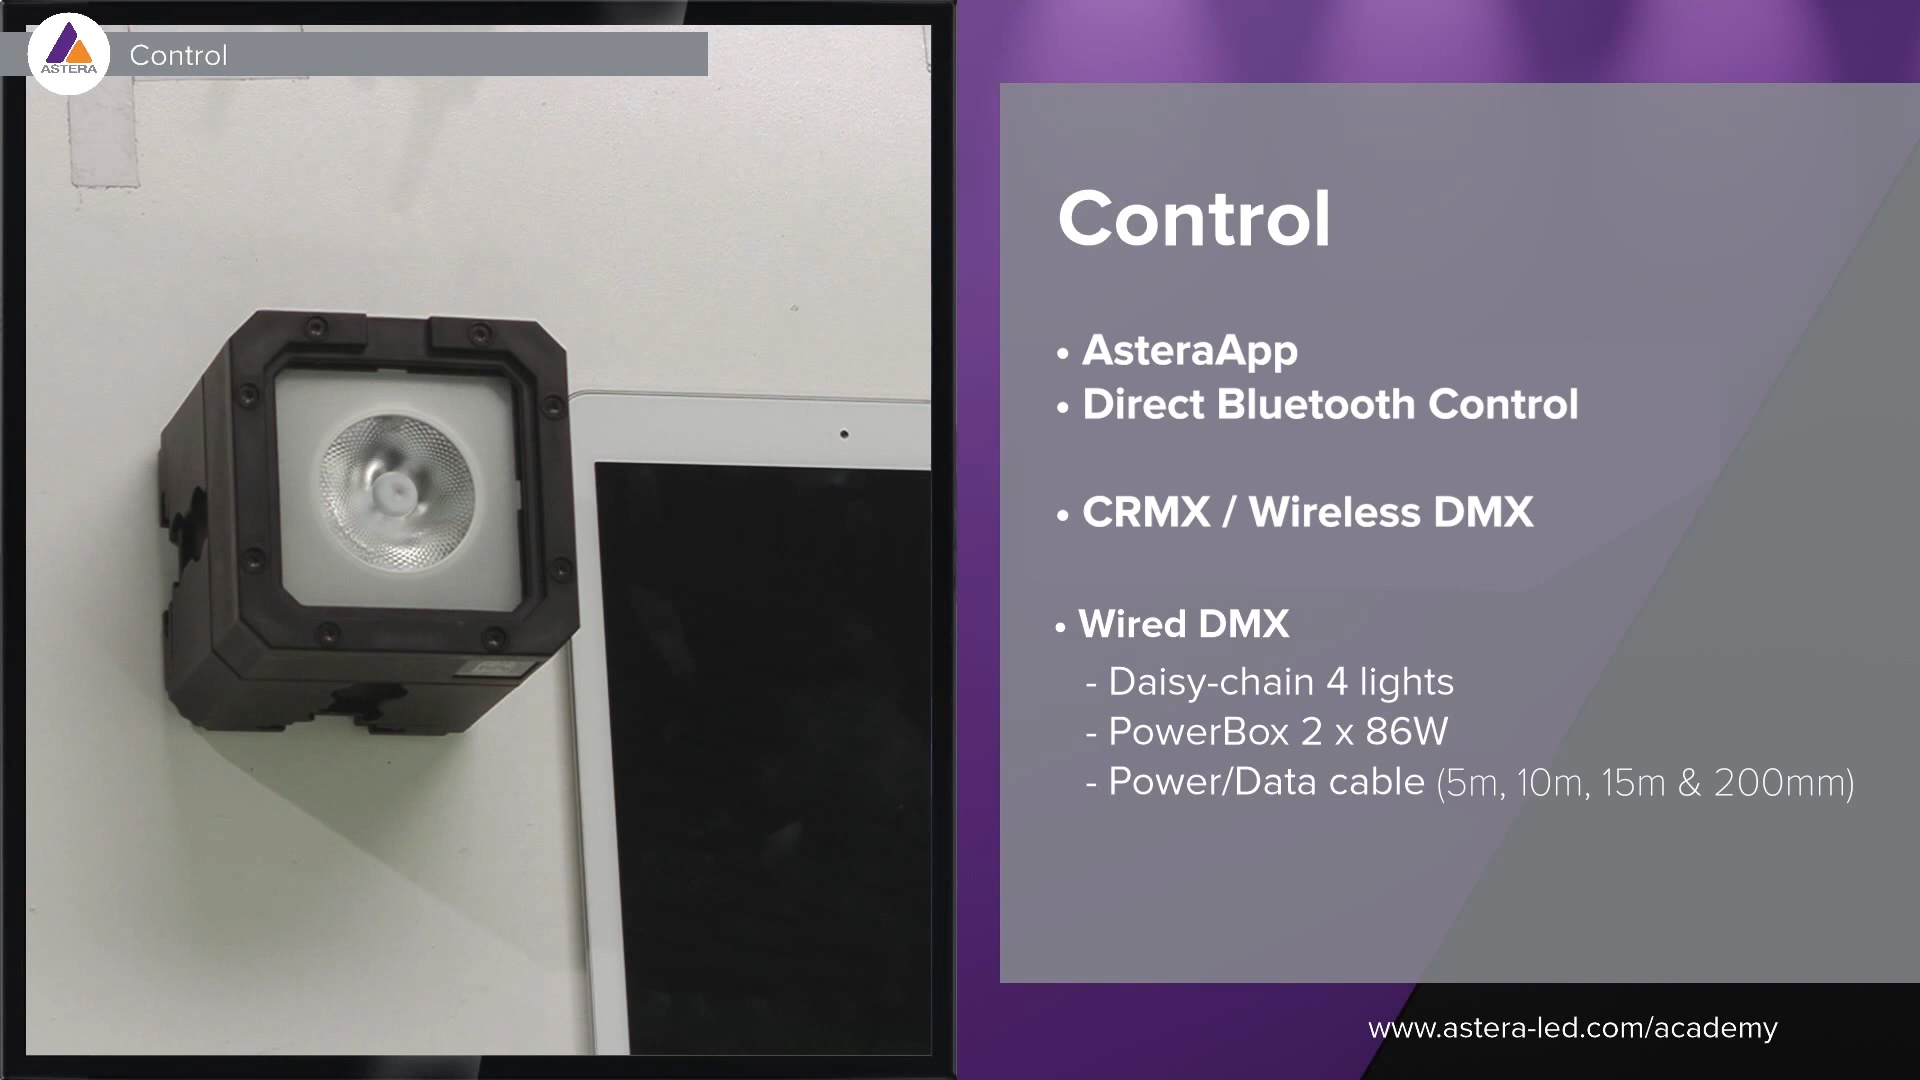 ASTERA
Control
Control
• AsteraApp
• Direct Bluetooth Control
• CRMX / Wireless DMX
• Wired DMX
- Daisy-chain 4 lights
- PowerBox 2 x 86W
- Power/Data cable (5m, 10m, 15m & 200mm)
www.astera-led.com/academy